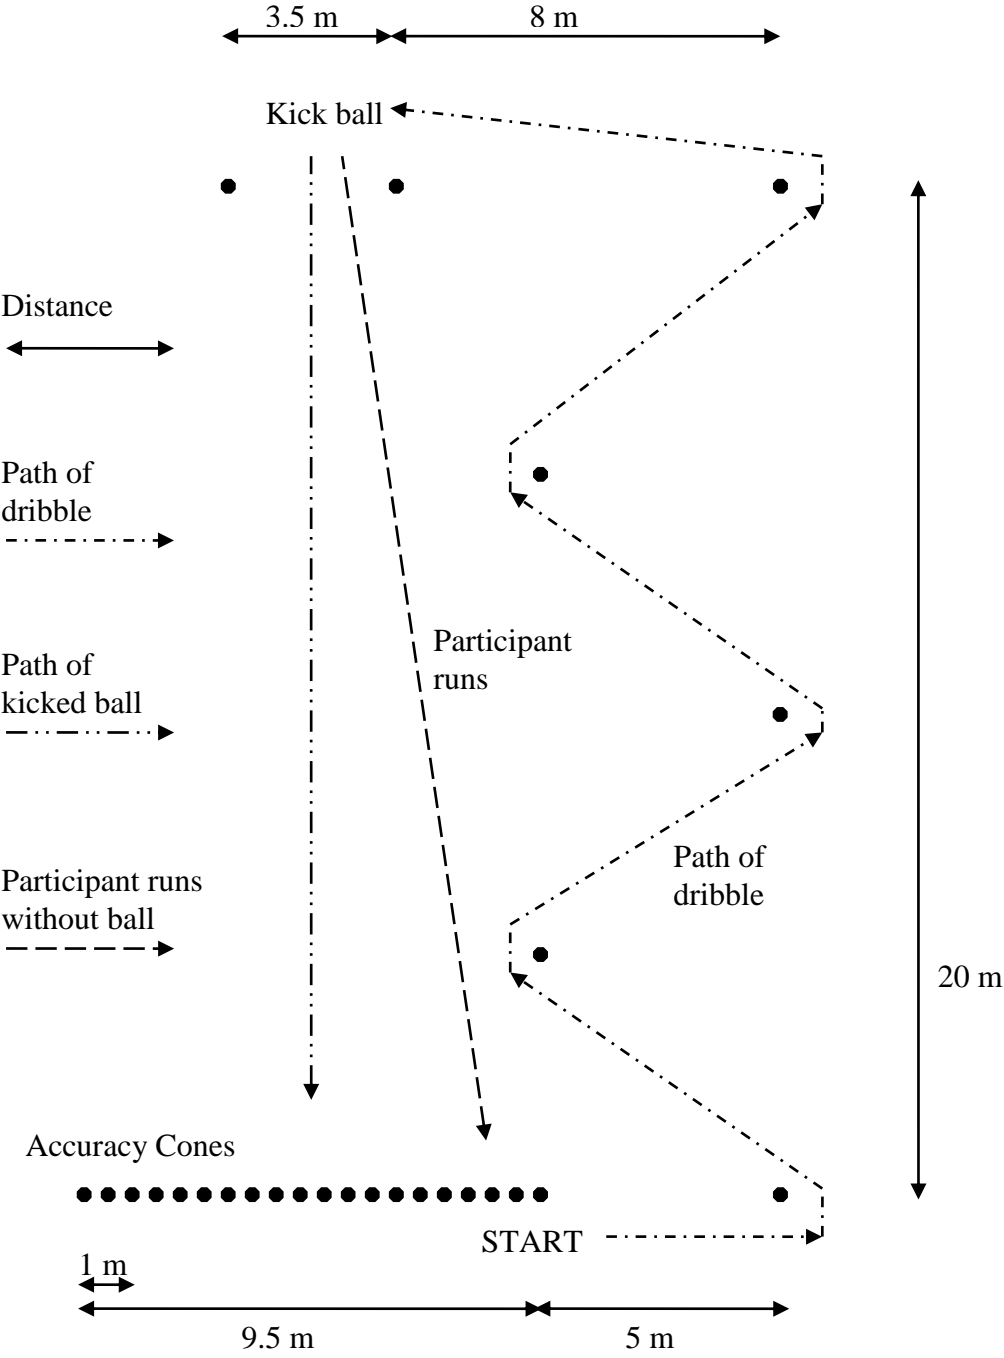 3.5 m
8 m
Kick ball
Distance
Path of
dribble
Participant
runs
Path of
kicked ball
Path of
dribble
Participant runs
without ball
20 m
Accuracy Cones
START
1 m
9.5 m
5 m